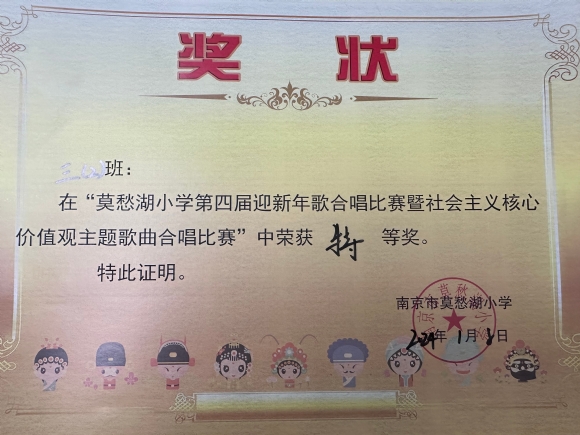 奖状
班：
在“莫愁湖小学第四届迎新年歌合唱比赛暨社会主义核心
价值观主题歌曲合唱比赛”中荣获 特 等奖。
特此证明。
南京市莫愁湖小学
年1月 日